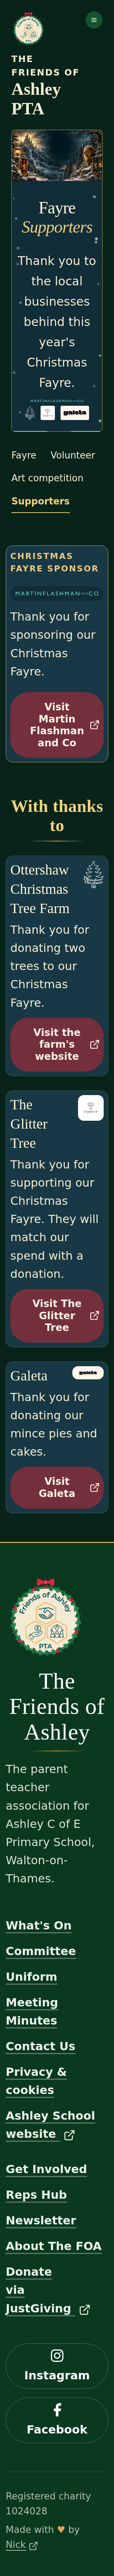 THE
FRIENDS OF
Ashley
PTA
Fayre
Supporters
Thank you to
the local
businesses
behind this
year's
Christmas
Fayre.
MARTINFLASHMANANDCO
galeta
Fayre Volunteer
Art competition
Supporters
CHRISTMAS
FAYRE SPONSOR
MARTINFLASHMANANDCO
Thank you for
sponsoring our
Christmas
Fayre.
Visit
Martin
Flashman
and Co
With thanks
to
Ottershaw
Christmas
Tree Farm
Thank you for
donating two
trees to our
Christmas
Fayre.
Visit the
farm's
website
The
Glitter
Tree
Thank you for
supporting our
Christmas
Fayre. They will
match our
spend with a
donation.
Visit The
Glitter
Tree
Galeta
galeta
Thank you for
donating our
mince pies and
cakes.
Visit
Galeta
Friends of Ashley
PTA
The
Friends of
Ashley
The parent
teacher
association for
Ashley C of E
Primary School,
Walton-on-
Thames.
What's On
Committee
Uniform
Meeting
Minutes
Contact Us
Privacy &
cookies
Ashley School
website
Get Involved
Reps Hub
Newsletter
About The FOA
Donate
via
JustGiving
Instagram
Facebook
Registered charity
1024028
Made with ♥ by
Nick